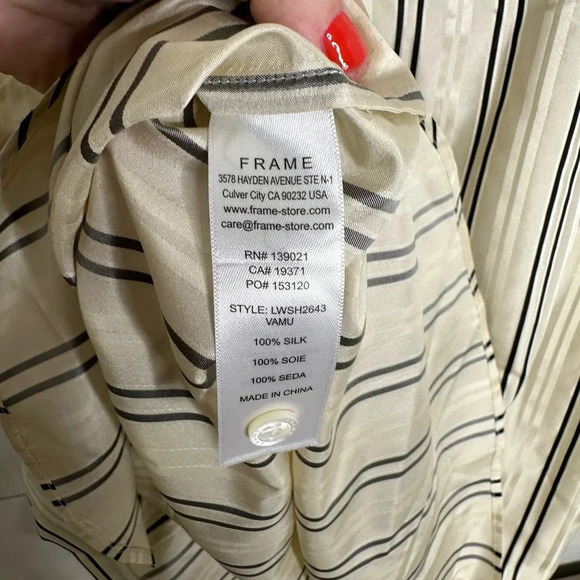 FRAME
3578 HAYDEN AVENUE STE N-1
Culver City CA 90232 USA
www.frame-store.com
care@frame-store.com
RN# 139021
CA# 19371
PO# 153120
STYLE: LWSH2643
VAMU
100% SILK
100% SOIE
100% SEDA
MADE IN CHINA